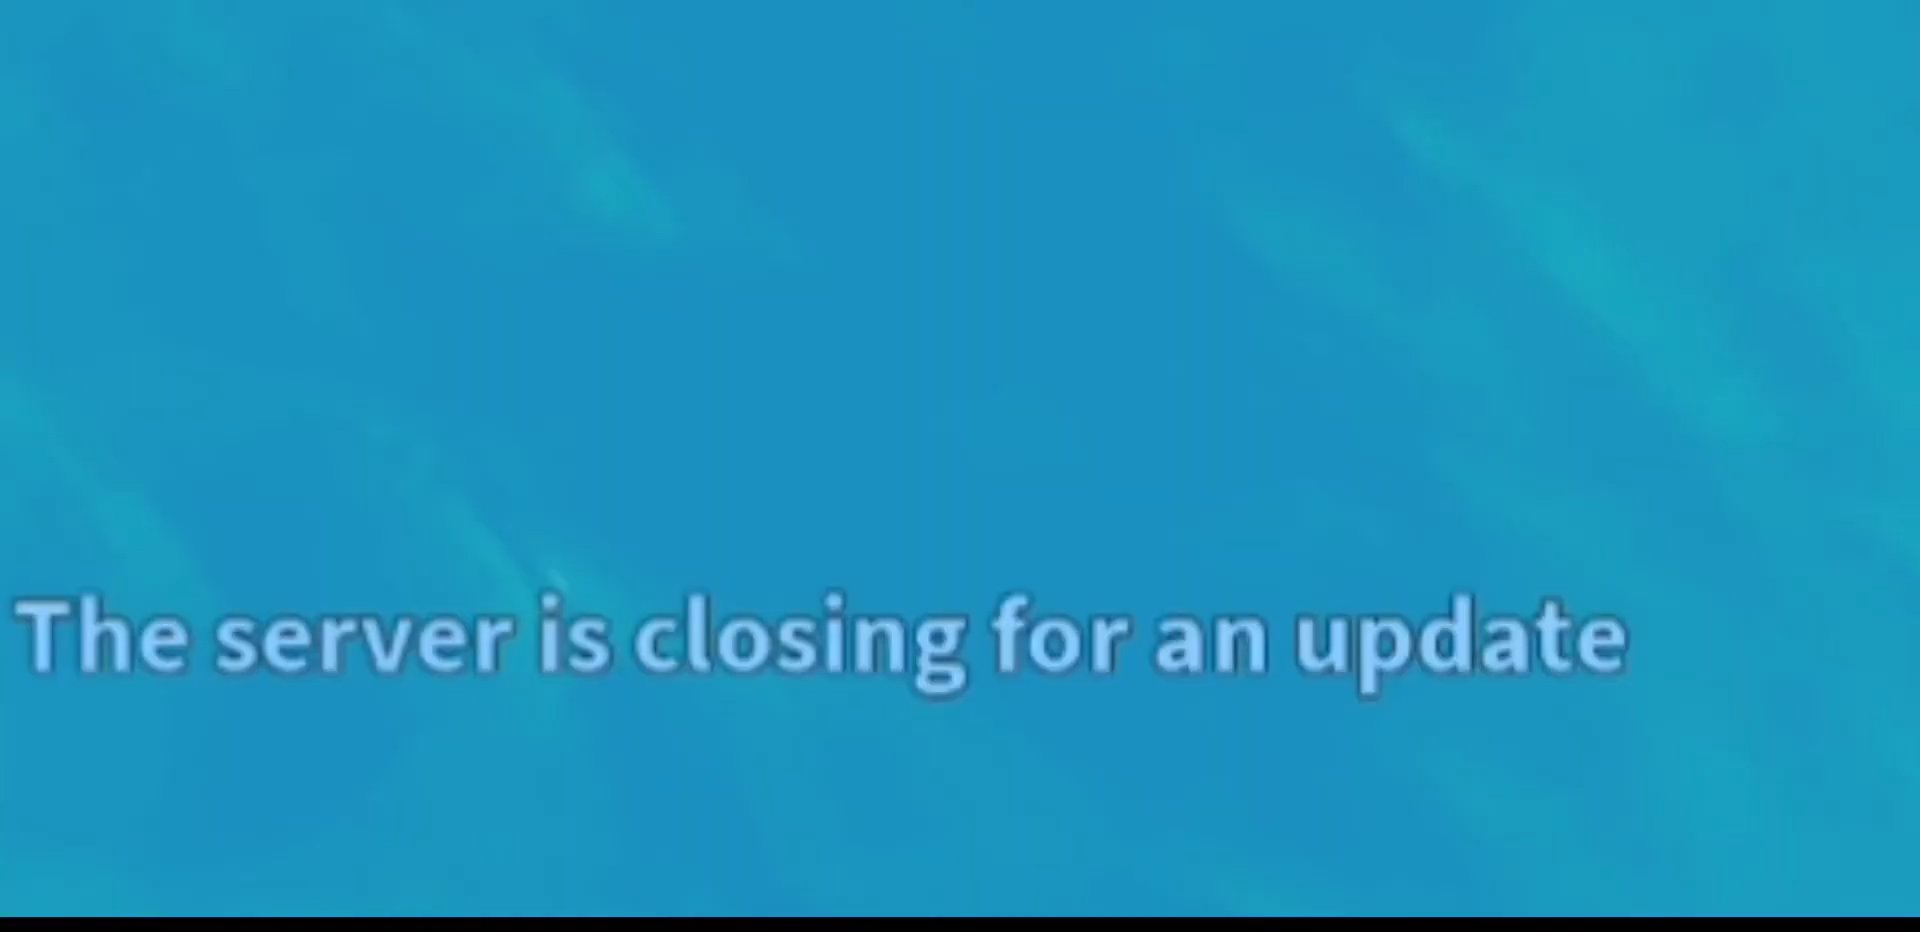 The server is closing for an update